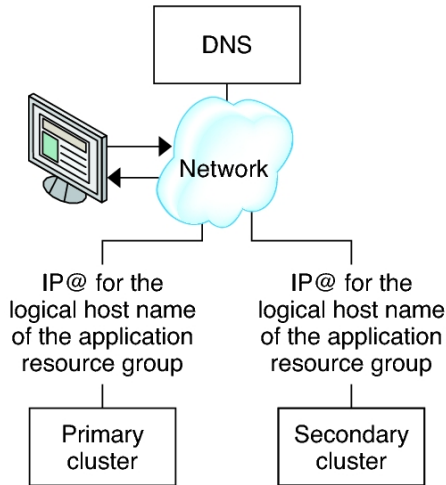 DNS
Network
IP@ for the
logical host name
of the application
resource group
IP@ for the
logical host name
of the application
resource group
Primary
cluster
Secondary
cluster